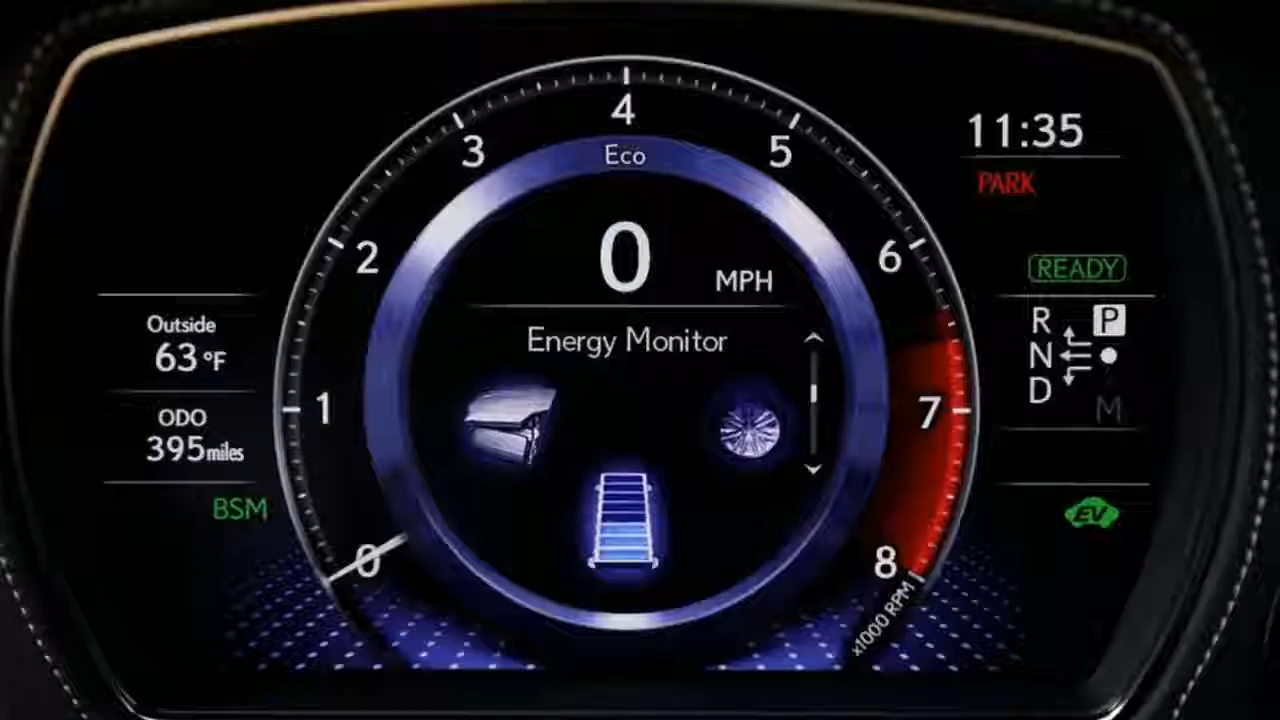 4
3
5
Eco
11:35
PARK
2
0
6
MPH
READY
Outside
63 °F
Energy Monitor
R
P
N
D
M
ODO
395 miles
1
7
BSM
EV
0
8
x1000 RPM